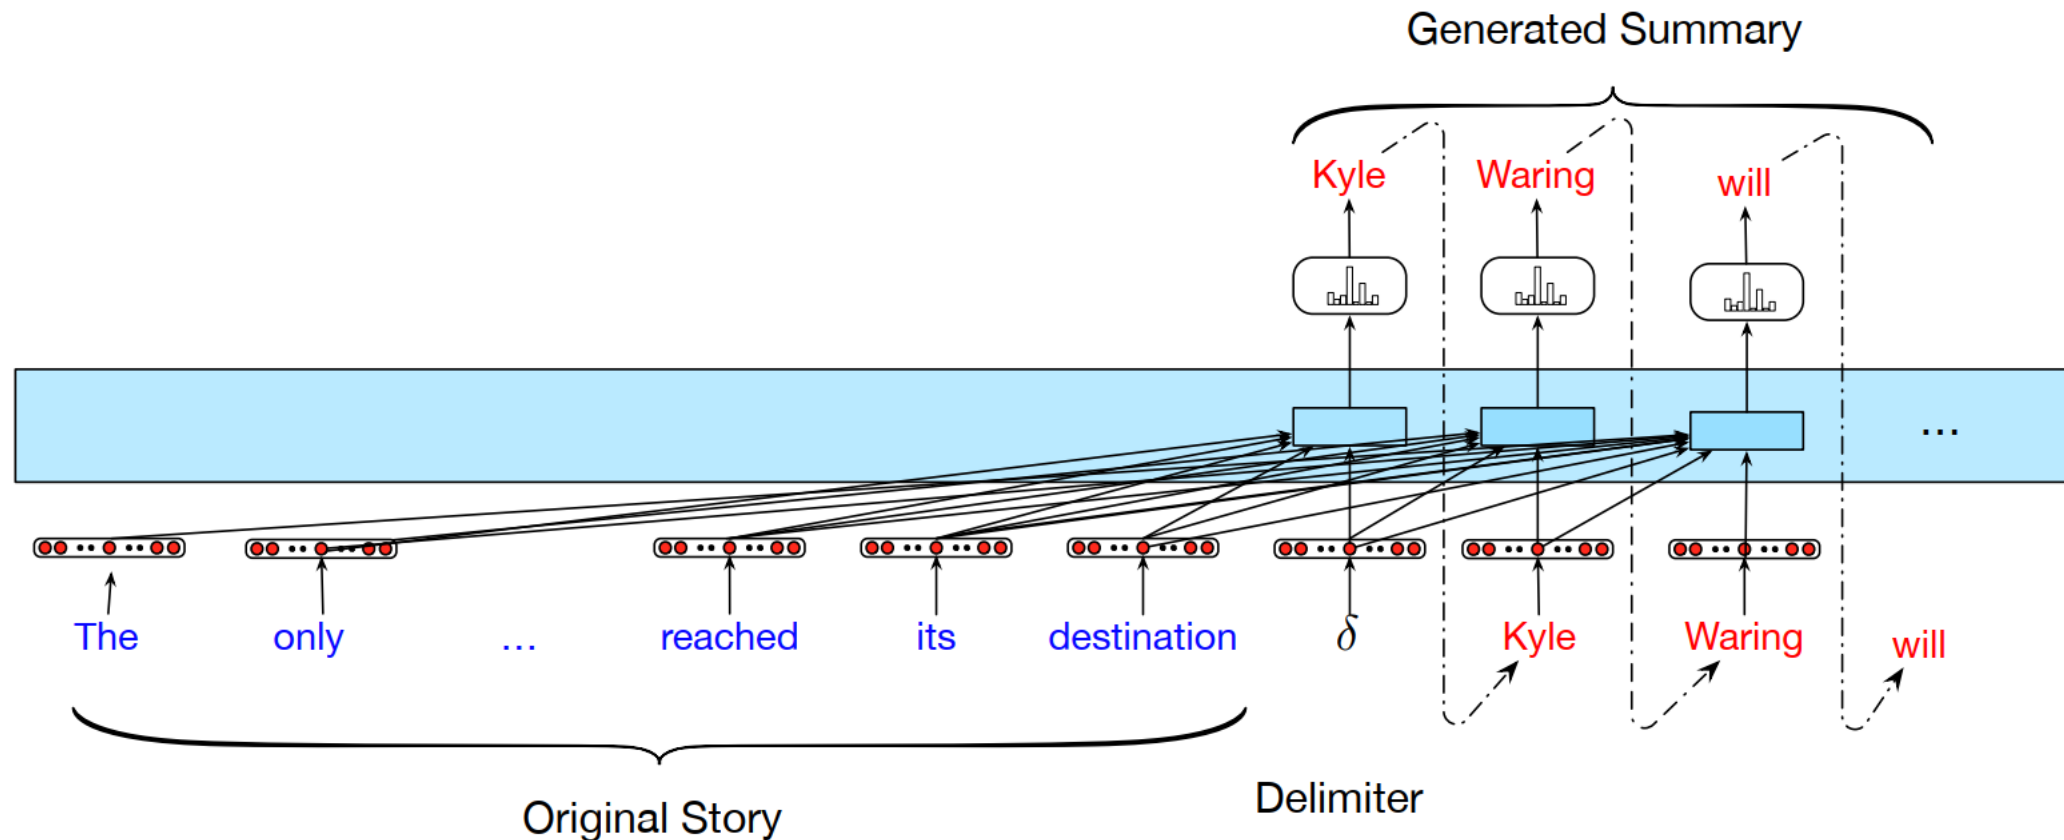 Generated Summary
Kyle Waring will
...
The only ... reached its destination δ Kyle Waring will
Original Story
Delimiter